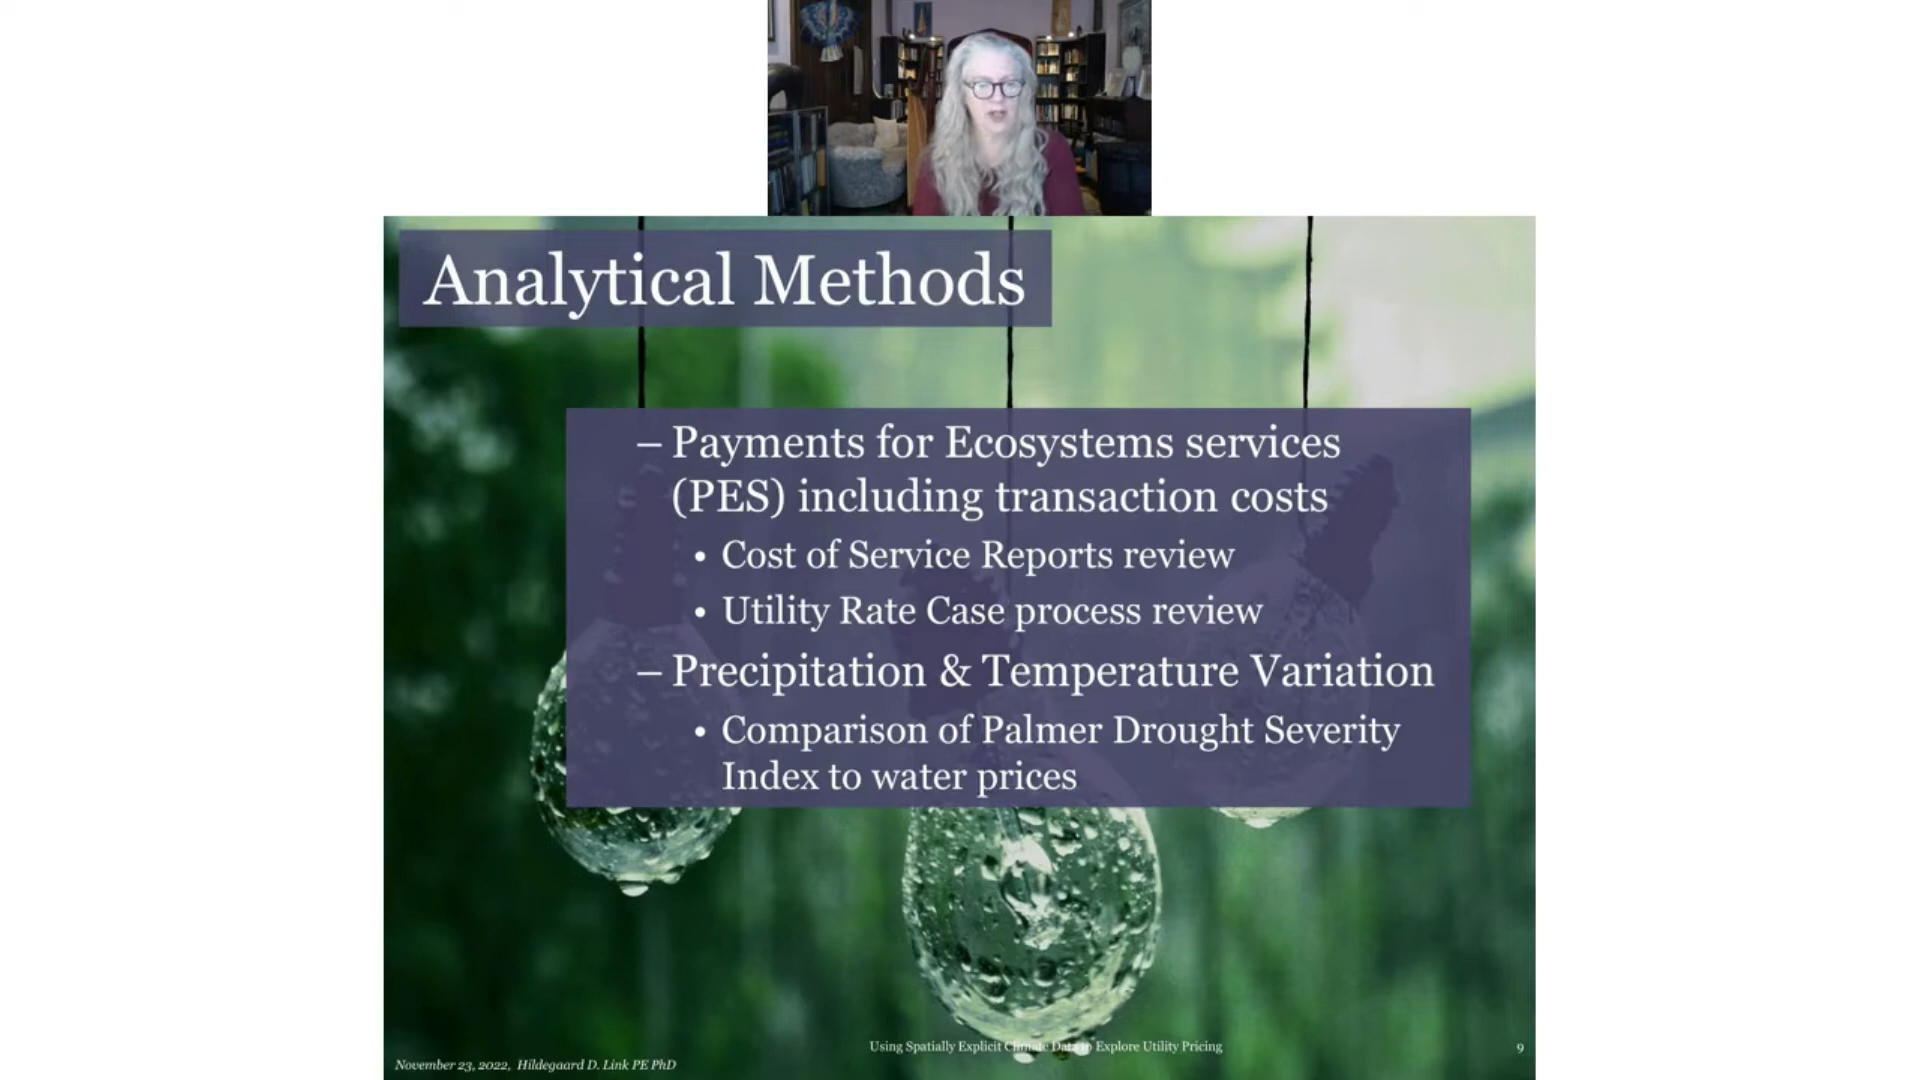 Analytical Methods
– Payments for Ecosystems services
(PES) including transaction costs
• Cost of Service Reports review
• Utility Rate Case process review
– Precipitation & Temperature Variation
• Comparison of Palmer Drought Severity
Index to water prices
Using Spatially Explicit Climate Data to Explore Utility Pricing
9
November 23, 2022, Hildegaard D. Link PE PhD